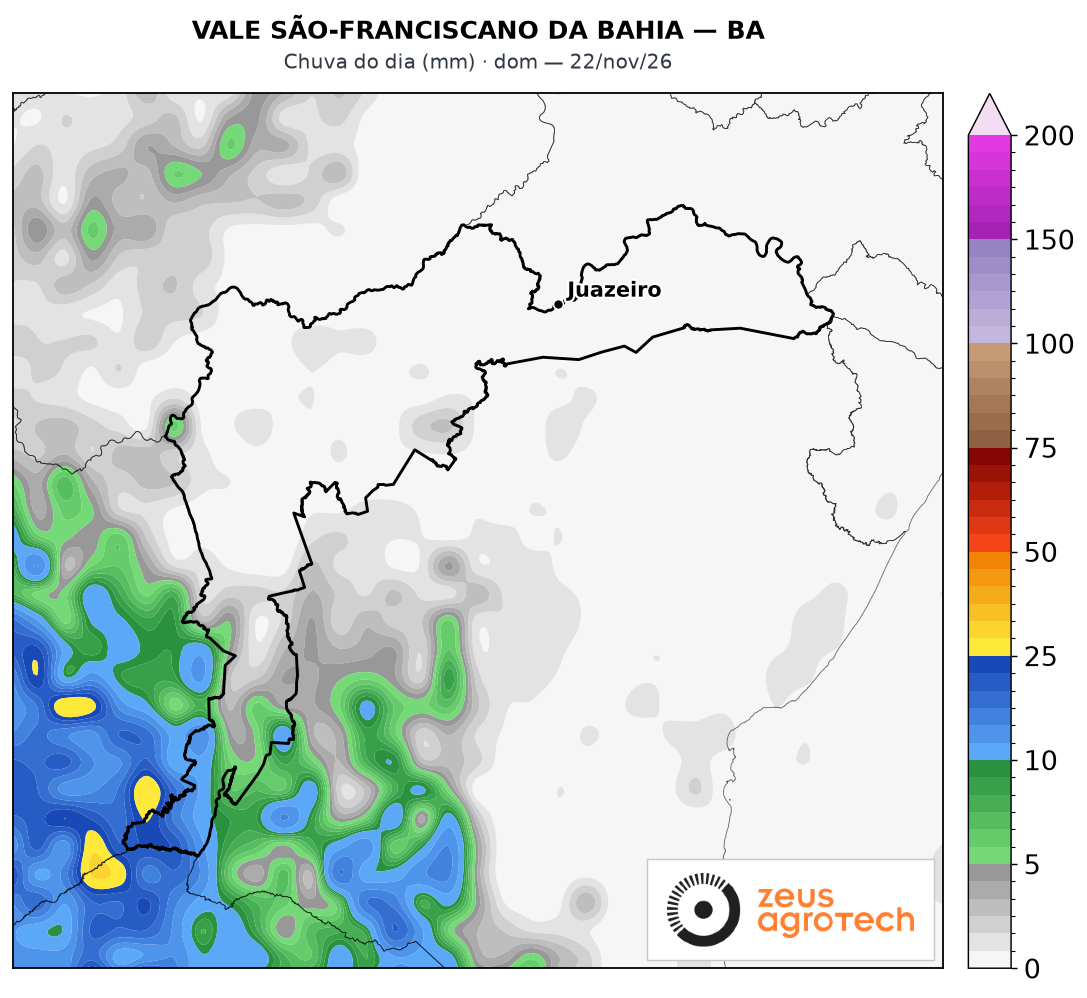 VALE SÃO-FRANCISCANO DA BAHIA — BA
Chuva do dia (mm) · dom — 22/nov/26
Juazeiro
200
150
100
75
50
25
10
5
0
zeus
agrotech